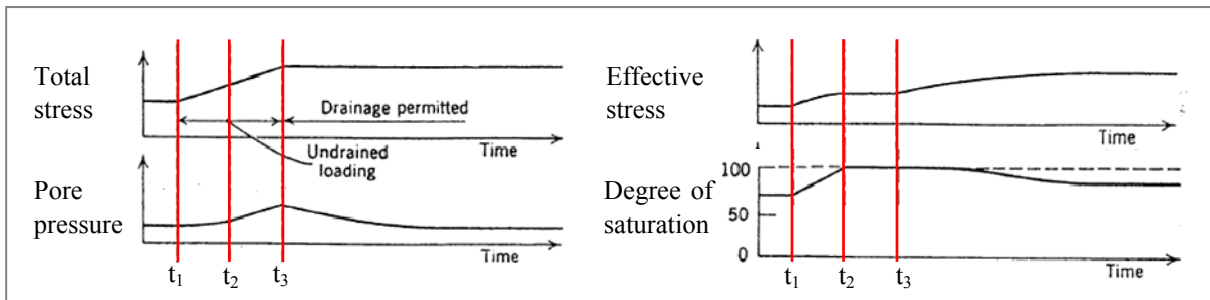 Total
stress
Drainage permitted
Time
Undrained
loading
Pore
pressure
Time
t1 t2 t3
Effective
stress
Time
100
Degree of
saturation
50
0
Time
t1 t2 t3